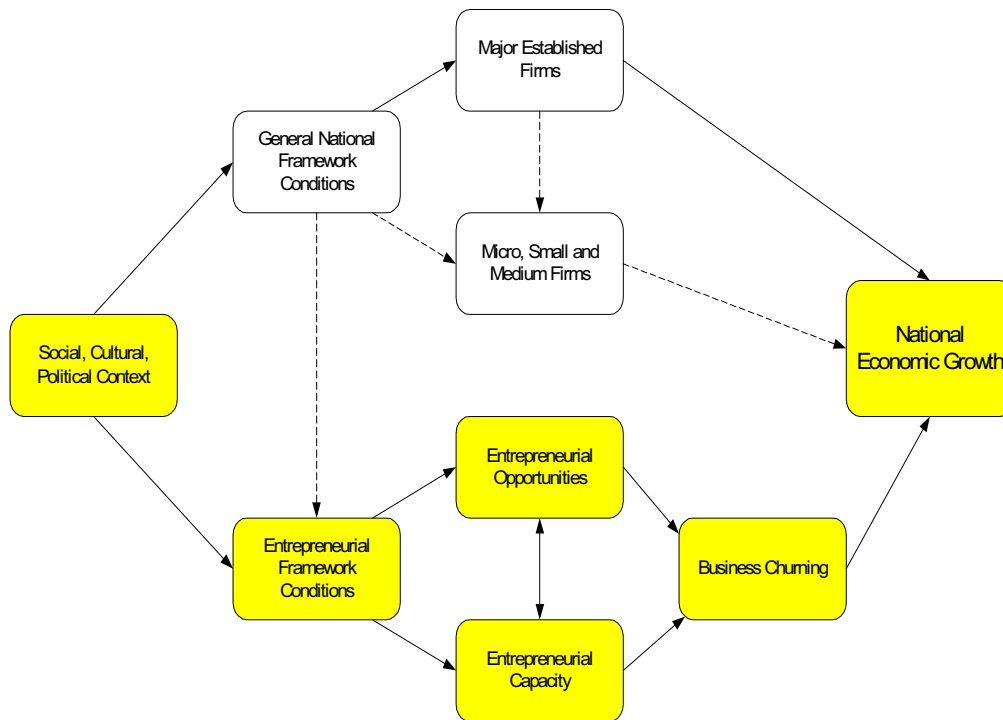 Major Established
Firms
General National
Framework
Conditions
Micro, Small and
Medium Firms
Social, Cultural,
Political Context
National
Economic Growth
Entrepreneurial
Opportunities
Entrepreneurial
Framework
Conditions
Business Churning
Entrepreneurial
Capacity